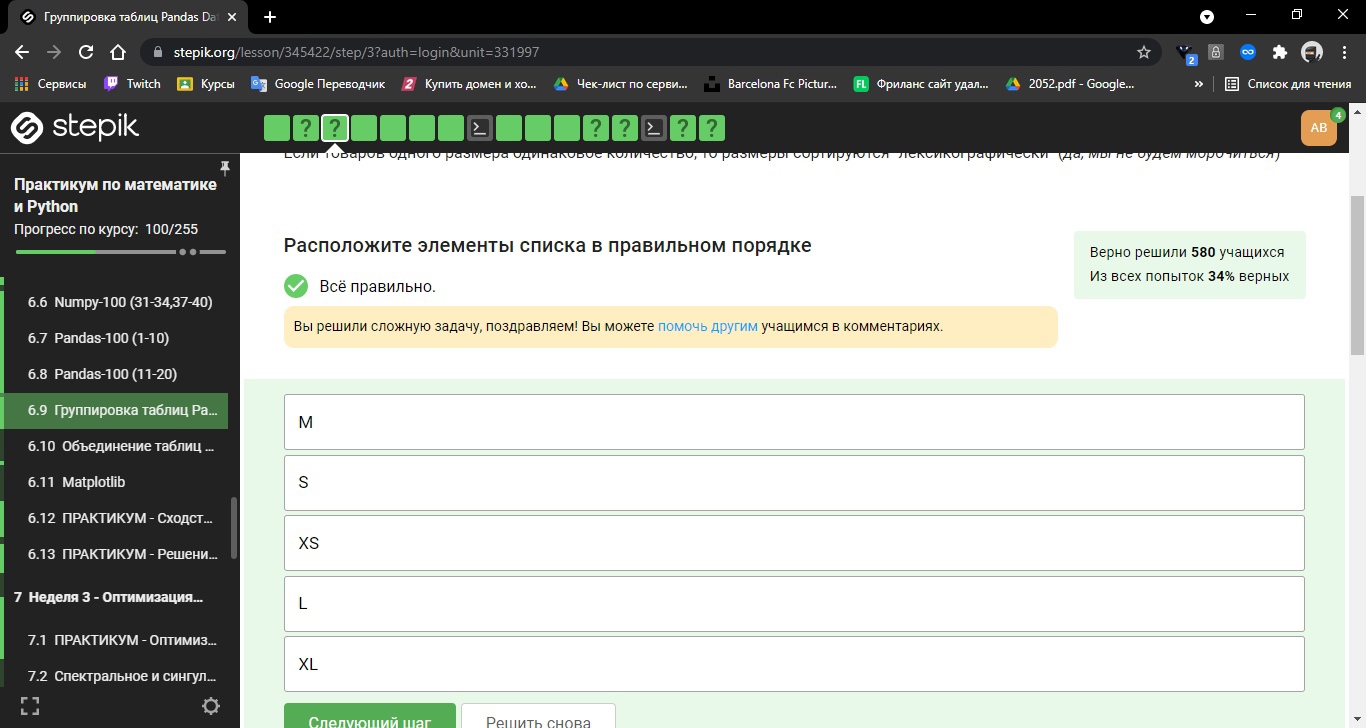 Группировка таблиц Pandas Da
stepik.org/lesson/345422/step/3?auth=login&unit=331997
2
Сервисы
Twitch
Курсы
Google Переводчик
Купить домен и хо...
Чек-лист по серви...
Barcelona Fc Pictur...
FL Фриланс сайт удал...
2052.pdf - Google...
»
Список для чтения
stepik
? ? ? ? ? ?
АВ
4
Если товаров одного размера одинаковое количество, то размеры сортируются "лексикографически" (да, мы не будем морочиться)
Практикум по математике
и Python
Прогресс по курсу: 100/255
6.6 Numpy-100 (31-34,37-40)
6.7 Pandas-100 (1-10)
6.8 Pandas-100 (11-20)
6.9 Группировка таблиц Pa...
6.10 Объединение таблиц ...
6.11 Matplotlib
6.12 ПРАКТИКУМ - Сходст...
6.13 ПРАКТИКУМ - Решени...
7 Неделя 3 - Оптимизация...
7.1 ПРАКТИКУМ - Оптимиз...
7.2 Спектральное и сингул...
Расположите элементы списка в правильном порядке
Всё правильно.
Вы решили сложную задачу, поздравляем! Вы можете помочь другим учащимся в комментариях.
Верно решили 580 учащихся
Из всех попыток 34% верных
M
S
XS
L
XL
Следующий шаг
Решить снова